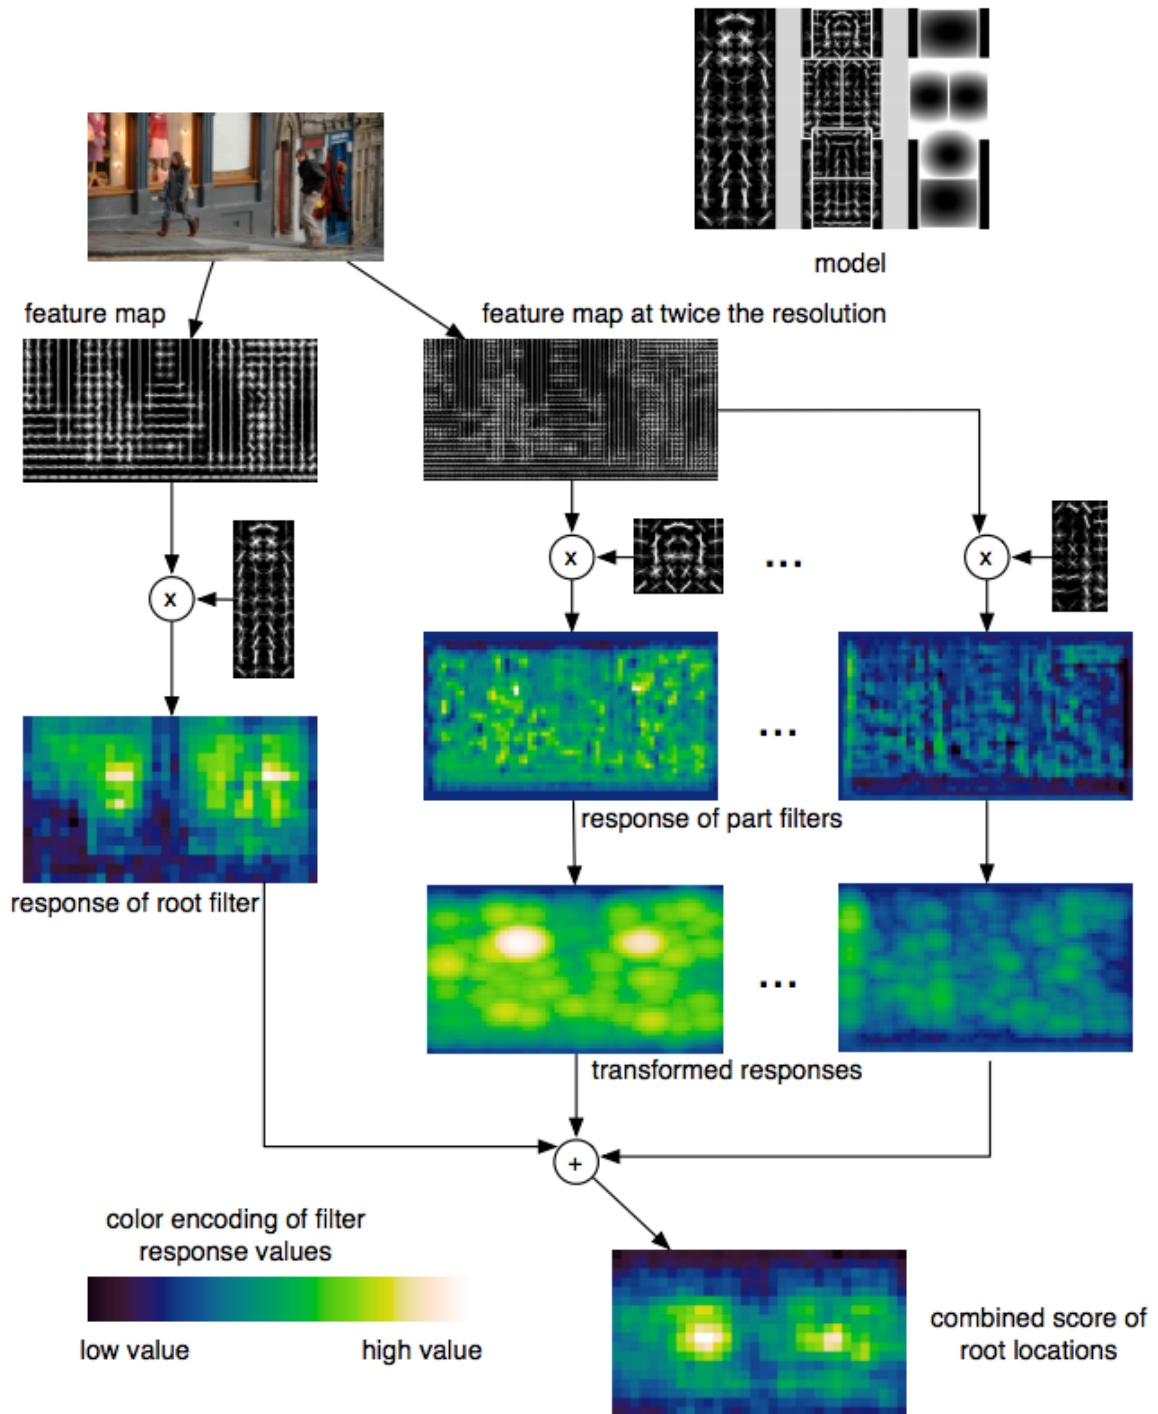 model
feature map
feature map at twice the resolution
x
x
...
x
...
response of part filters
response of root filter
...
transformed responses
+
color encoding of filter
response values
low value
high value
combined score of
root locations